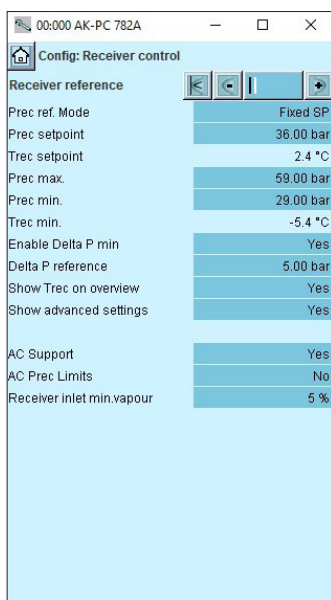 00:000 AK-PC 782A
Config: Receiver control
Receiver reference
Prec ref. Mode Fixed SP
Prec setpoint 36.00 bar
Trec setpoint 2.4 °C
Prec max. 59.00 bar
Prec min. 29.00 bar
Trec min. -5.4 °C
Enable Delta P min Yes
Delta P reference 5.00 bar
Show Trec on overview Yes
Show advanced settings Yes
AC Support Yes
AC Prec Limits No
Receiver inlet min.vapour 5 %